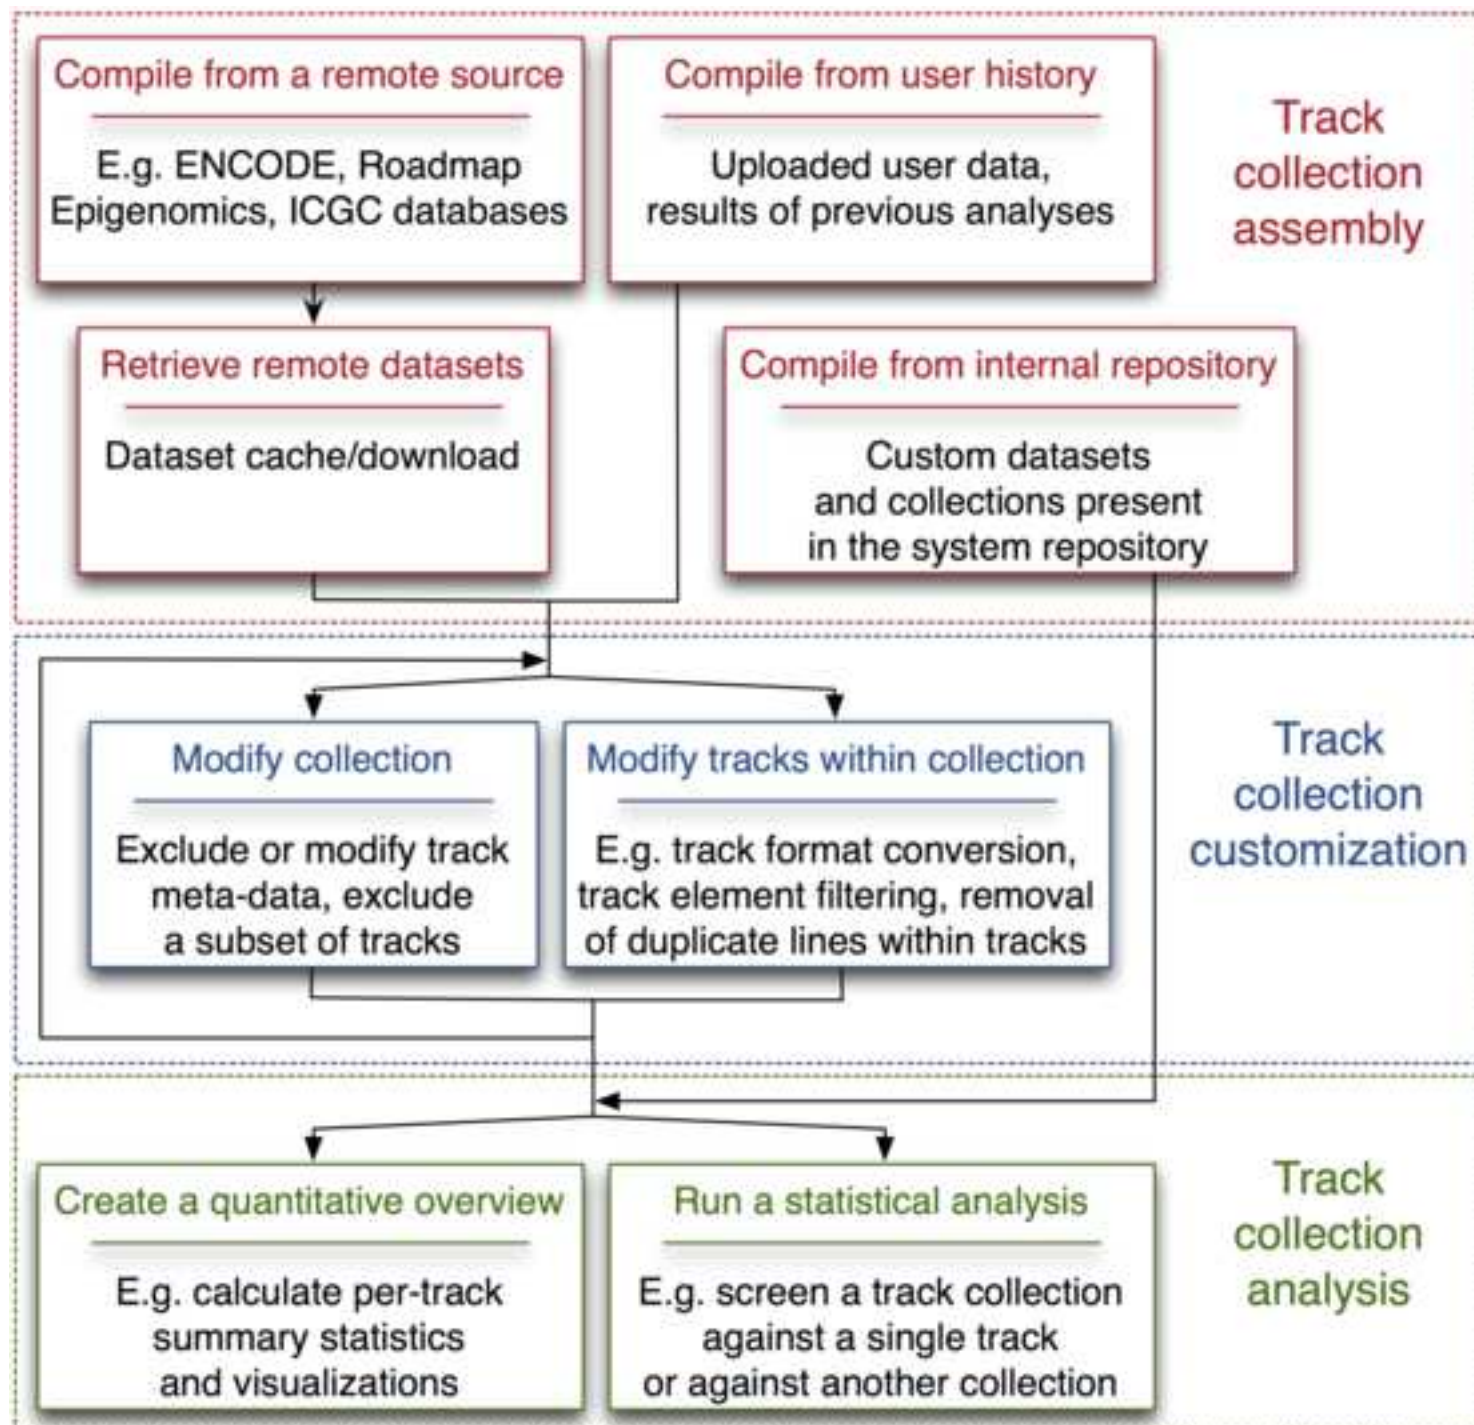 Compile from a remote source
E.g. ENCODE, Roadmap
Epigenomics, ICGC databases
Compile from user history
Uploaded user data,
results of previous analyses
Track
collection
assembly
Retrieve remote datasets
Dataset cache/download
Compile from internal repository
Custom datasets
and collections present
in the system repository
Modify collection
Exclude or modify track
meta-data, exclude
a subset of tracks
Modify tracks within collection
E.g. track format conversion,
track element filtering, removal
of duplicate lines within tracks
Track
collection
customization
Create a quantitative overview
E.g. calculate per-track
summary statistics
and visualizations
Run a statistical analysis
E.g. screen a track collection
against a single track
or against another collection
Track
collection
analysis